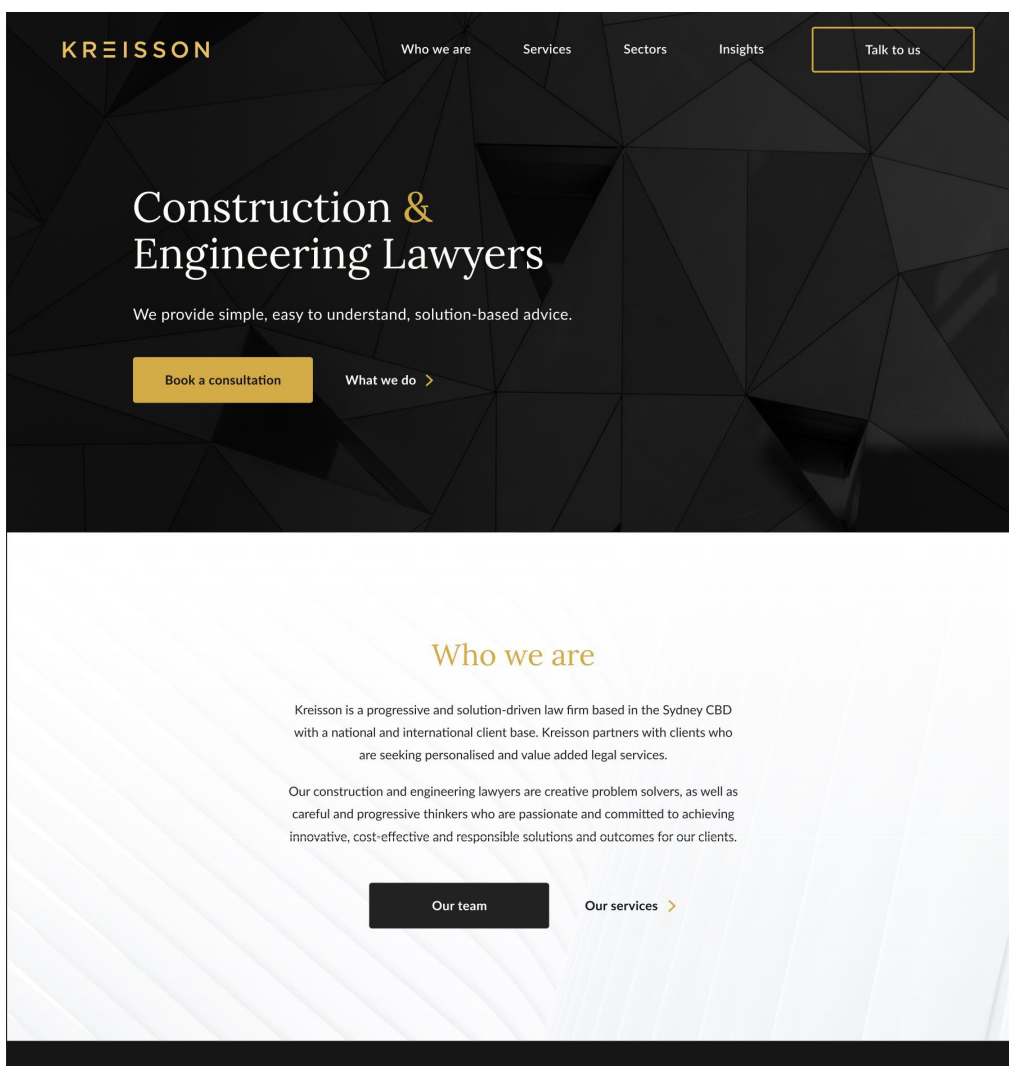 KREISSON
Who we are
Services
Sectors
Insights
Talk to us
Construction &
Engineering Lawyers
We provide simple, easy to understand, solution-based advice.
Book a consultation
What we do
Who we are
Kreisson is a progressive and solution-driven law firm based in the Sydney CBD
with a national and international client base. Kreisson partners with clients who
are seeking personalised and value added legal services.
Our construction and engineering lawyers are creative problem solvers, as well as
careful and progressive thinkers who are passionate and committed to achieving
innovative, cost-effective and responsible solutions and outcomes for our clients.
Our team
Our services